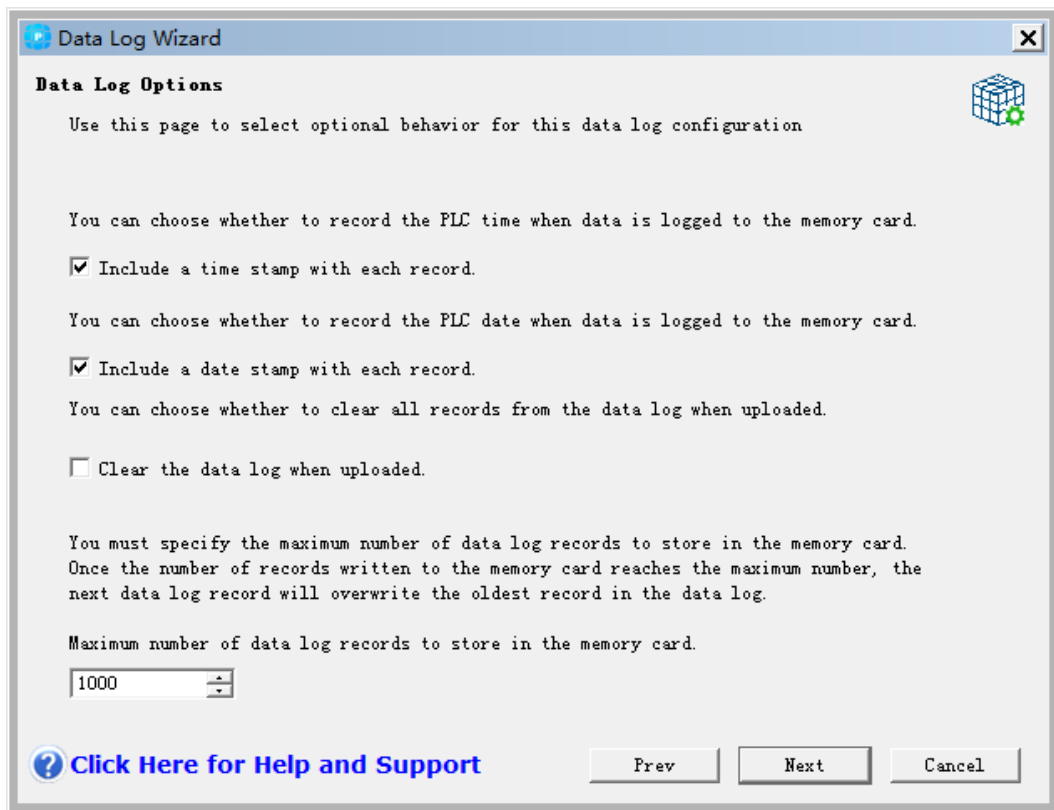 Data Log Wizard
Data Log Options
Use this page to select optional behavior for this data log configuration
You can choose whether to record the PLC time when data is logged to the memory card.
Include a time stamp with each record.
You can choose whether to record the PLC date when data is logged to the memory card.
Include a date stamp with each record.
You can choose whether to clear all records from the data log when uploaded.
Clear the data log when uploaded.
You must specify the maximum number of data log records to store in the memory card.
Once the number of records written to the memory card reaches the maximum number, the
next data log record will overwrite the oldest record in the data log.
Maximum number of data log records to store in the memory card.
1000
Click Here for Help and Support
Prev
Next
Cancel